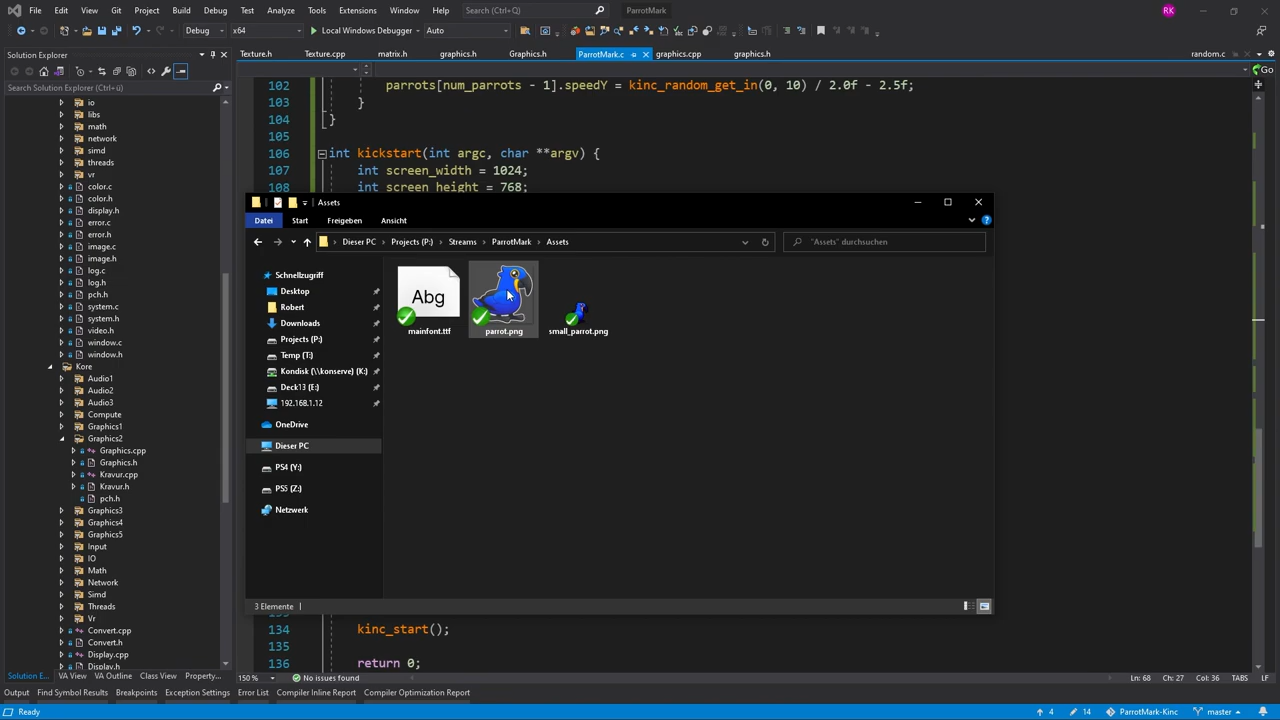 File Edit View Git Project Build Debug Test Analyze Tools Extensions Window Help Search (Ctrl+Q) ParrotMark RK
Debug x64 Local Windows Debugger Auto
Solution Explorer
Texture.h Texture.cpp matrix.h graphics.h Graphics.h ParrotMark.c graphics.cpp graphics.h random.c
Go
Search Solution Explorer (Ctrl+ü)
io
libs
math
network
simd
threads
vr
color.c
color.h
display.h
error.c
error.h
image.c
image.h
log.c
log.h
pch.h
system.c
system.h
video.h
window.c
window.h
Kore
Audio1
Audio2
Audio3
Compute
Graphics1
Graphics2
Graphics.cpp
Graphics.h
Kravur.cpp
Kravur.h
pch.h
Graphics3
Graphics4
Graphics5
Input
IO
Math
Network
Simd
Threads
Vr
Convert.cpp
Convert.h
Display.cpp
Display.h
102 parrots[num_parrots - 1].speedY = kinc_random_get_in(0, 10) / 2.0f - 2.5f;
103 }
104 }
105
106 int kickstart(int argc, char **argv) {
107 int screen_width = 1024;
108 int screen_height = 768;
Assets
Datei Start Freigeben Ansicht
Dieser PC Projects (P:) Streams ParrotMark Assets "Assets" durchsuchen
Schnellzugriff
Desktop
Robert
Downloads
Projects (P:)
Temp (T:)
Kondisk (\\konserve) (K:)
Deck13 (E:)
192.168.1.12
OneDrive
Dieser PC
PS4 (Y:)
PS5 (Z:)
Netzwerk
Abg
mainfont.ttf parrot.png small_parrot.png
3 Elemente
134 kinc_start();
135
136 return 0;
Solution E... VA View VA Outline Class View Property... 150 % No issues found Ln: 68 Ch: 27 Col: 36 TABS LF
Output Find Symbol Results Breakpoints Exception Settings Error List Compiler Inline Report Compiler Optimization Report
Ready 4 14 ParrotMark-Kinc master